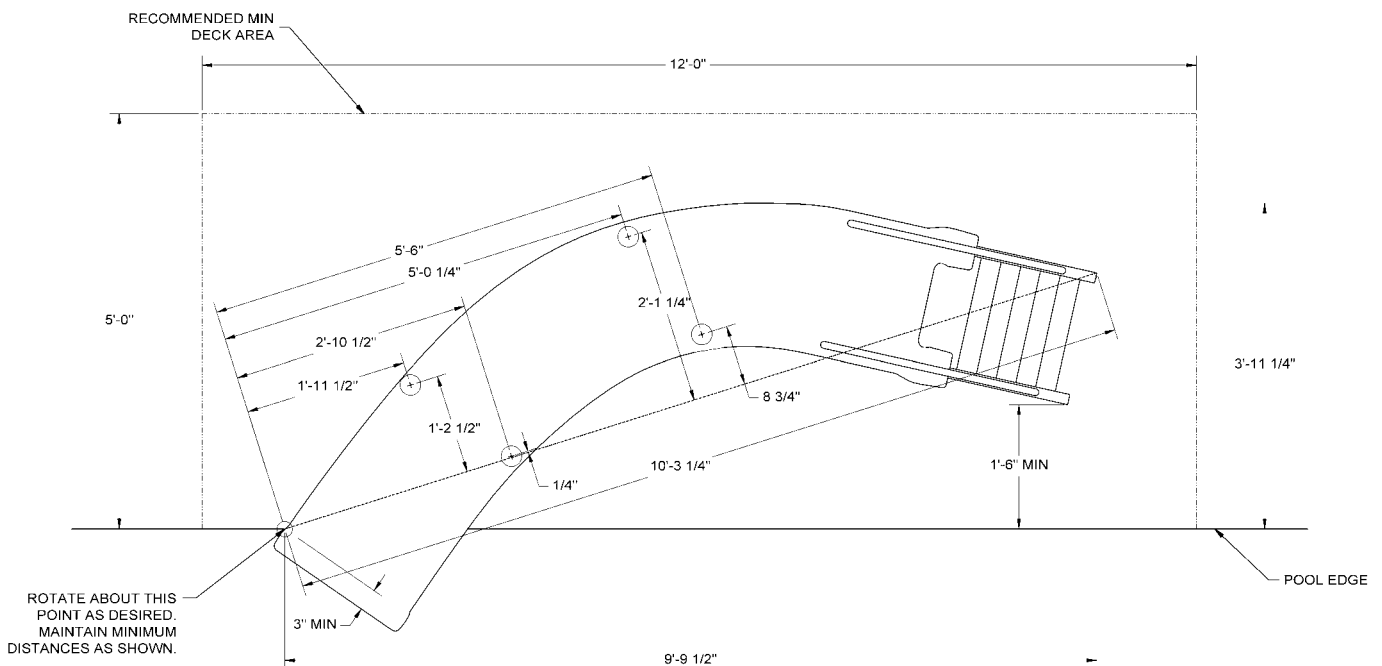 RECOMMENDED MIN
DECK AREA
12'-0"
5'-6"
5'-0 1/4"
2'-10 1/2"
1'-11 1/2"
2'-1 1/4"
5'-0"
3'-11 1/4"
8 3/4"
1'-2 1/2"
10'-3 1/4"
1'-6" MIN
1/4"
POOL EDGE
ROTATE ABOUT THIS
POINT AS DESIRED.
MAINTAIN MINIMUM
DISTANCES AS SHOWN.
3" MIN
9'-9 1/2"